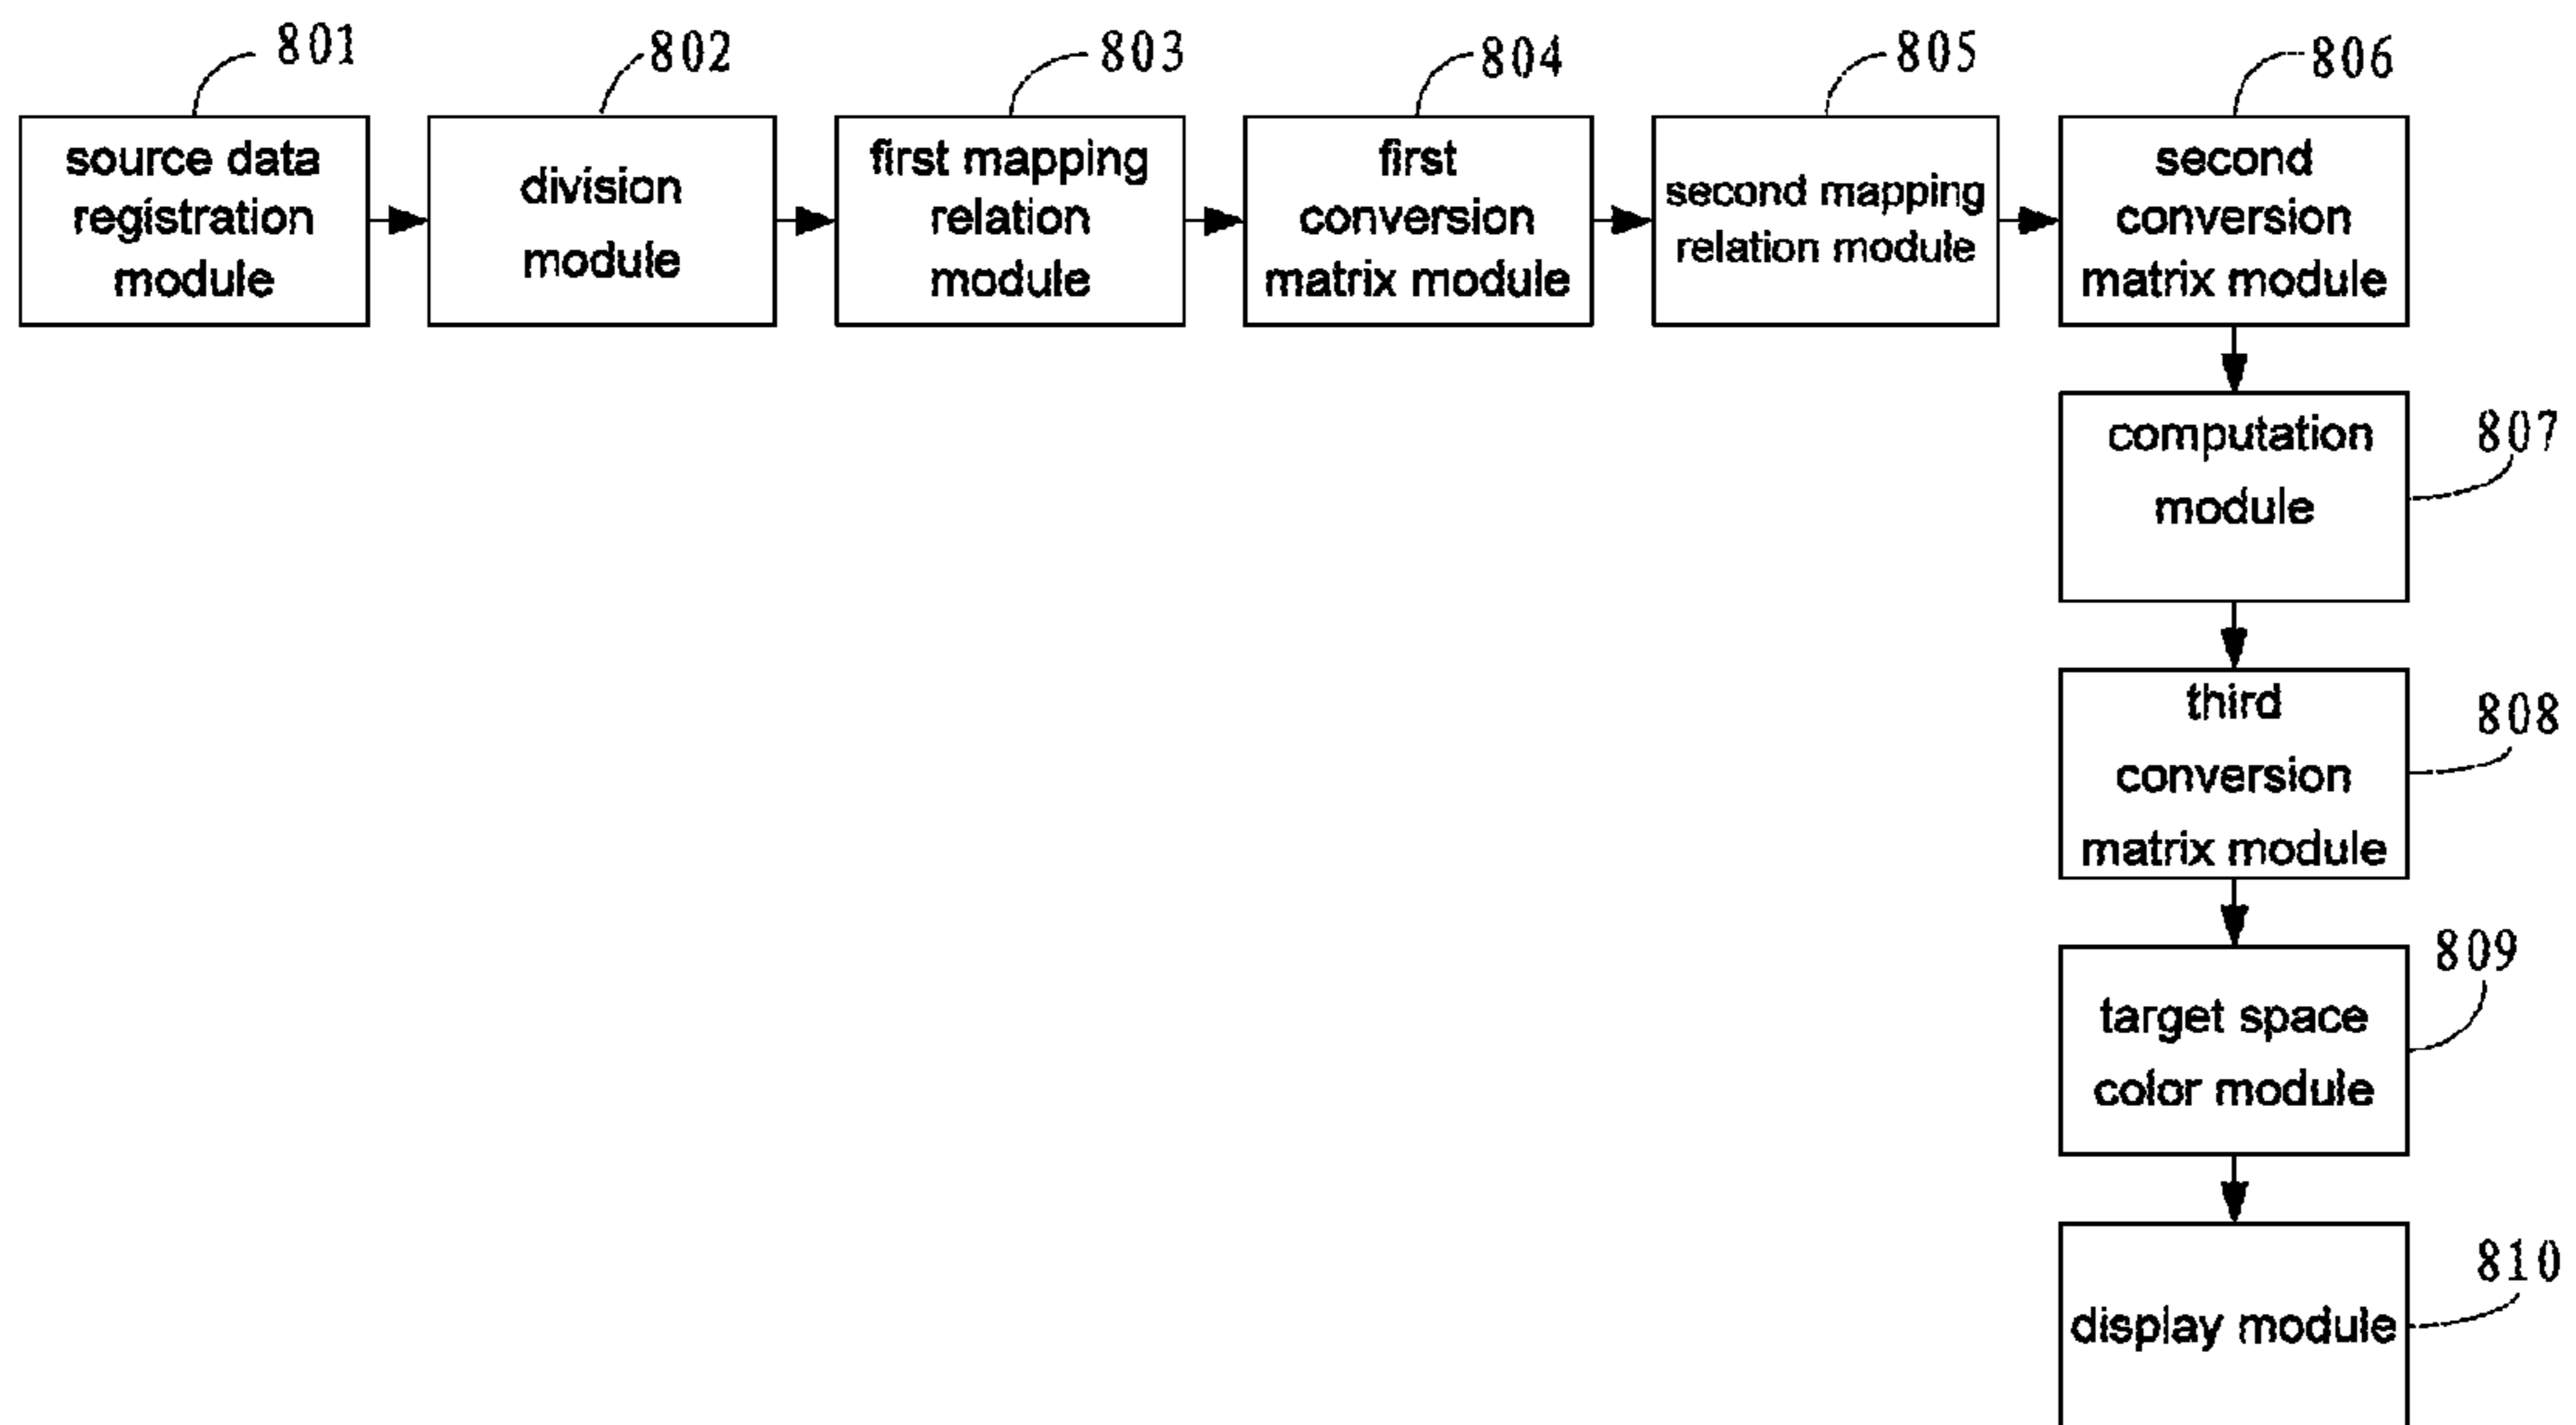 801
802
803
804
805
806
source data
registration
module
division
module
first mapping
relation
module
first
conversion
matrix module
second mapping
relation module
second
conversion
matrix module
computation
module
807
third
conversion
matrix module
808
target space
color module
809
display module
810